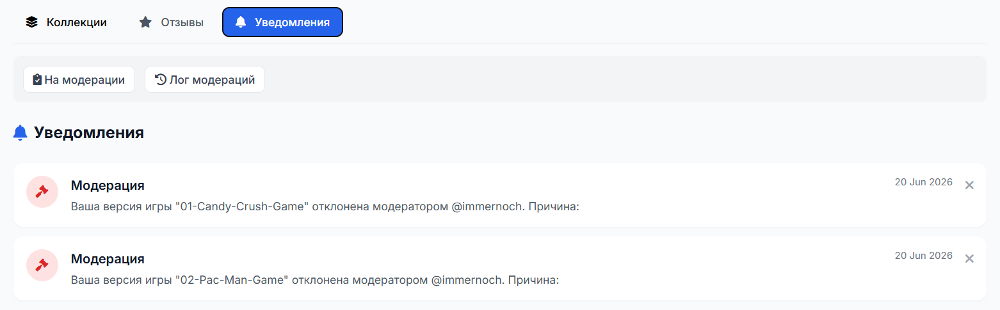 Коллекции Отзывы Уведомления
На модерации Лог модераций
Уведомления
Модерация 20 Jun 2026
Ваша версия игры "01-Candy-Crush-Game" отклонена модератором @immernoch. Причина:
Модерация 20 Jun 2026
Ваша версия игры "02-Pac-Man-Game" отклонена модератором @immernoch. Причина: